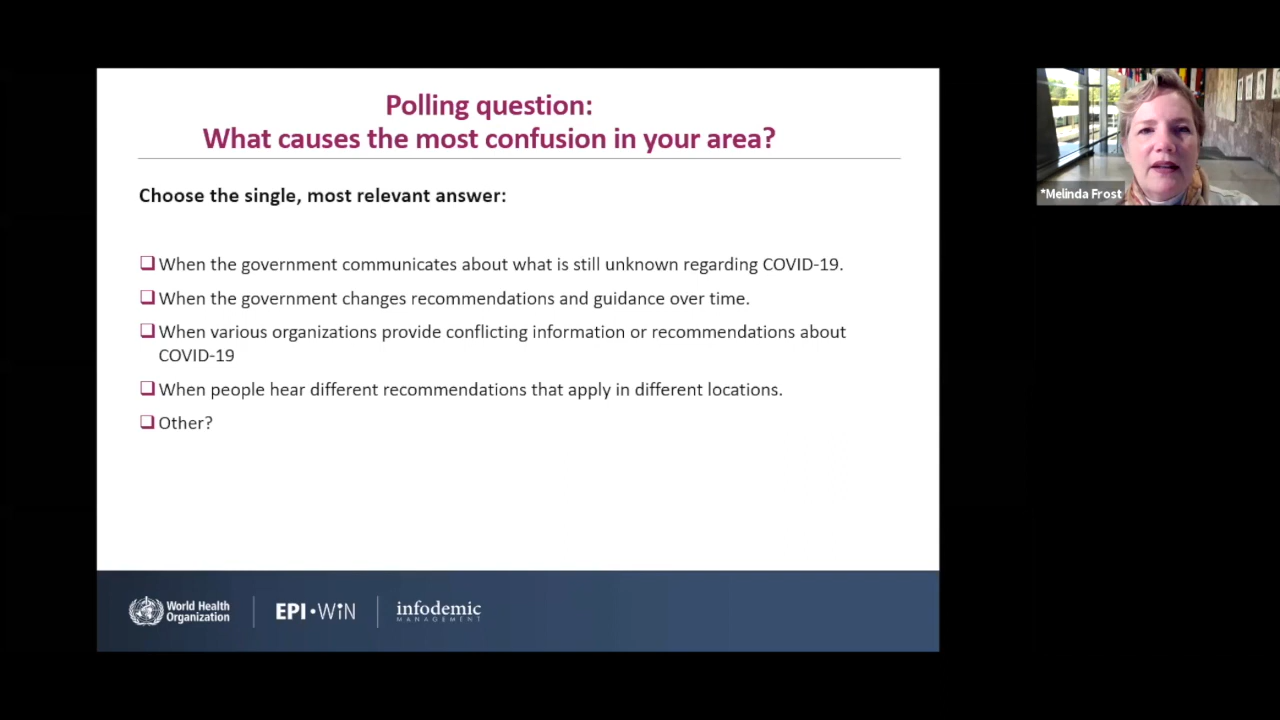 Polling question:
What causes the most confusion in your area?
Choose the single, most relevant answer:
When the government communicates about what is still unknown regarding COVID-19.
When the government changes recommendations and guidance over time.
When various organizations provide conflicting information or recommendations about
COVID-19
When people hear different recommendations that apply in different locations.
Other?
World Health
Organization
EPI•WiN
infodemic
MANAGEMENT
*Melinda Frost